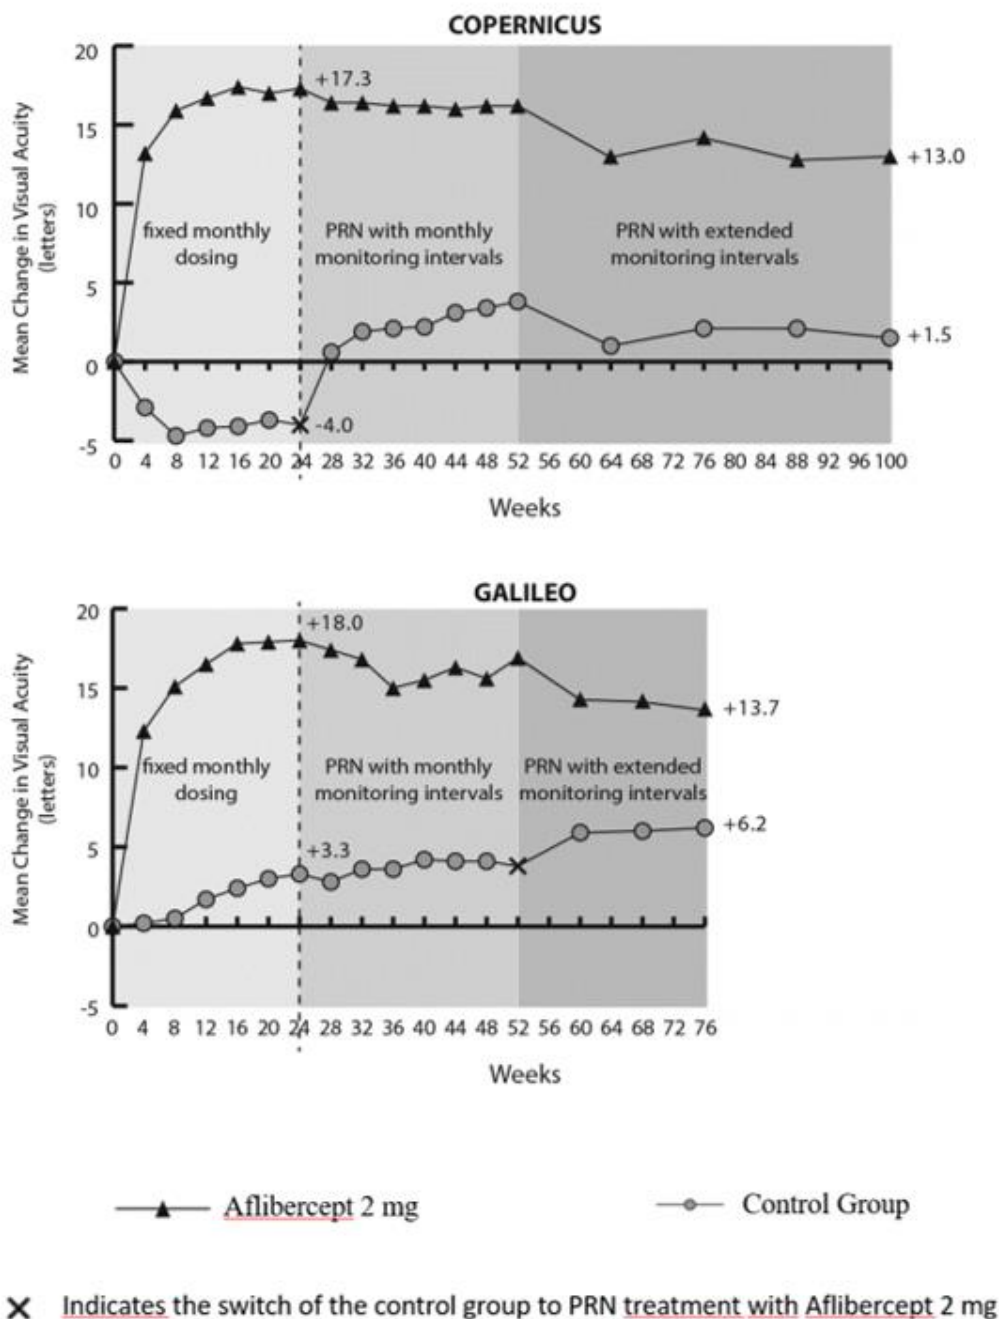 COPERNICUS
Mean Change in Visual Acuity
(letters)
20
15
10
5
0
-5
+17.3
+13.0
fixed monthly
dosing
PRN with monthly
monitoring intervals
PRN with extended
monitoring intervals
+1.5
-4.0
0 4 8 12 16 20 24 28 32 36 40 44 48 52 56 60 64 68 72 76 80 84 88 92 96 100
Weeks
GALILEO
Mean Change in Visual Acuity
(letters)
20
15
10
5
0
-5
+18.0
+13.7
fixed monthly
dosing
PRN with monthly
monitoring intervals
PRN with extended
monitoring intervals
+3.3
+6.2
0 4 8 12 16 20 24 28 32 36 40 44 48 52 56 60 64 68 72 76
Weeks
Aflibercept 2 mg
Control Group
Indicates the switch of the control group to PRN treatment with Aflibercept 2 mg